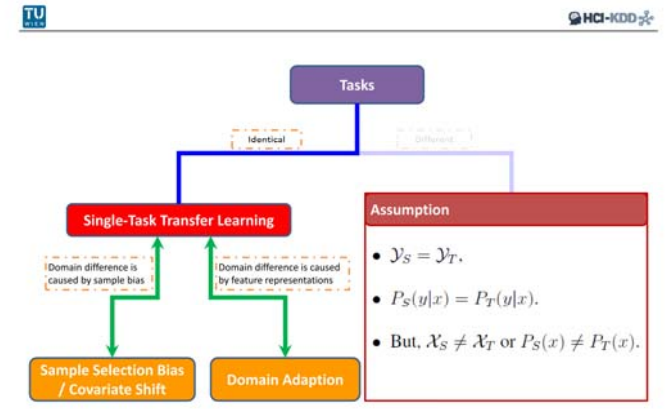 TU
WIEN
HCI-KDD
Tasks
Identical
Different
Single-Task Transfer Learning
Domain difference is
caused by sample bias
Domain difference is caused
by feature representations
Sample Selection Bias
/ Covariate Shift
Domain Adaption
Assumption
• 𝒴_S = 𝒴_T.
• P_S(y|x) = P_T(y|x).
• But, 𝒳_S ≠ 𝒳_T or P_S(x) ≠ P_T(x).